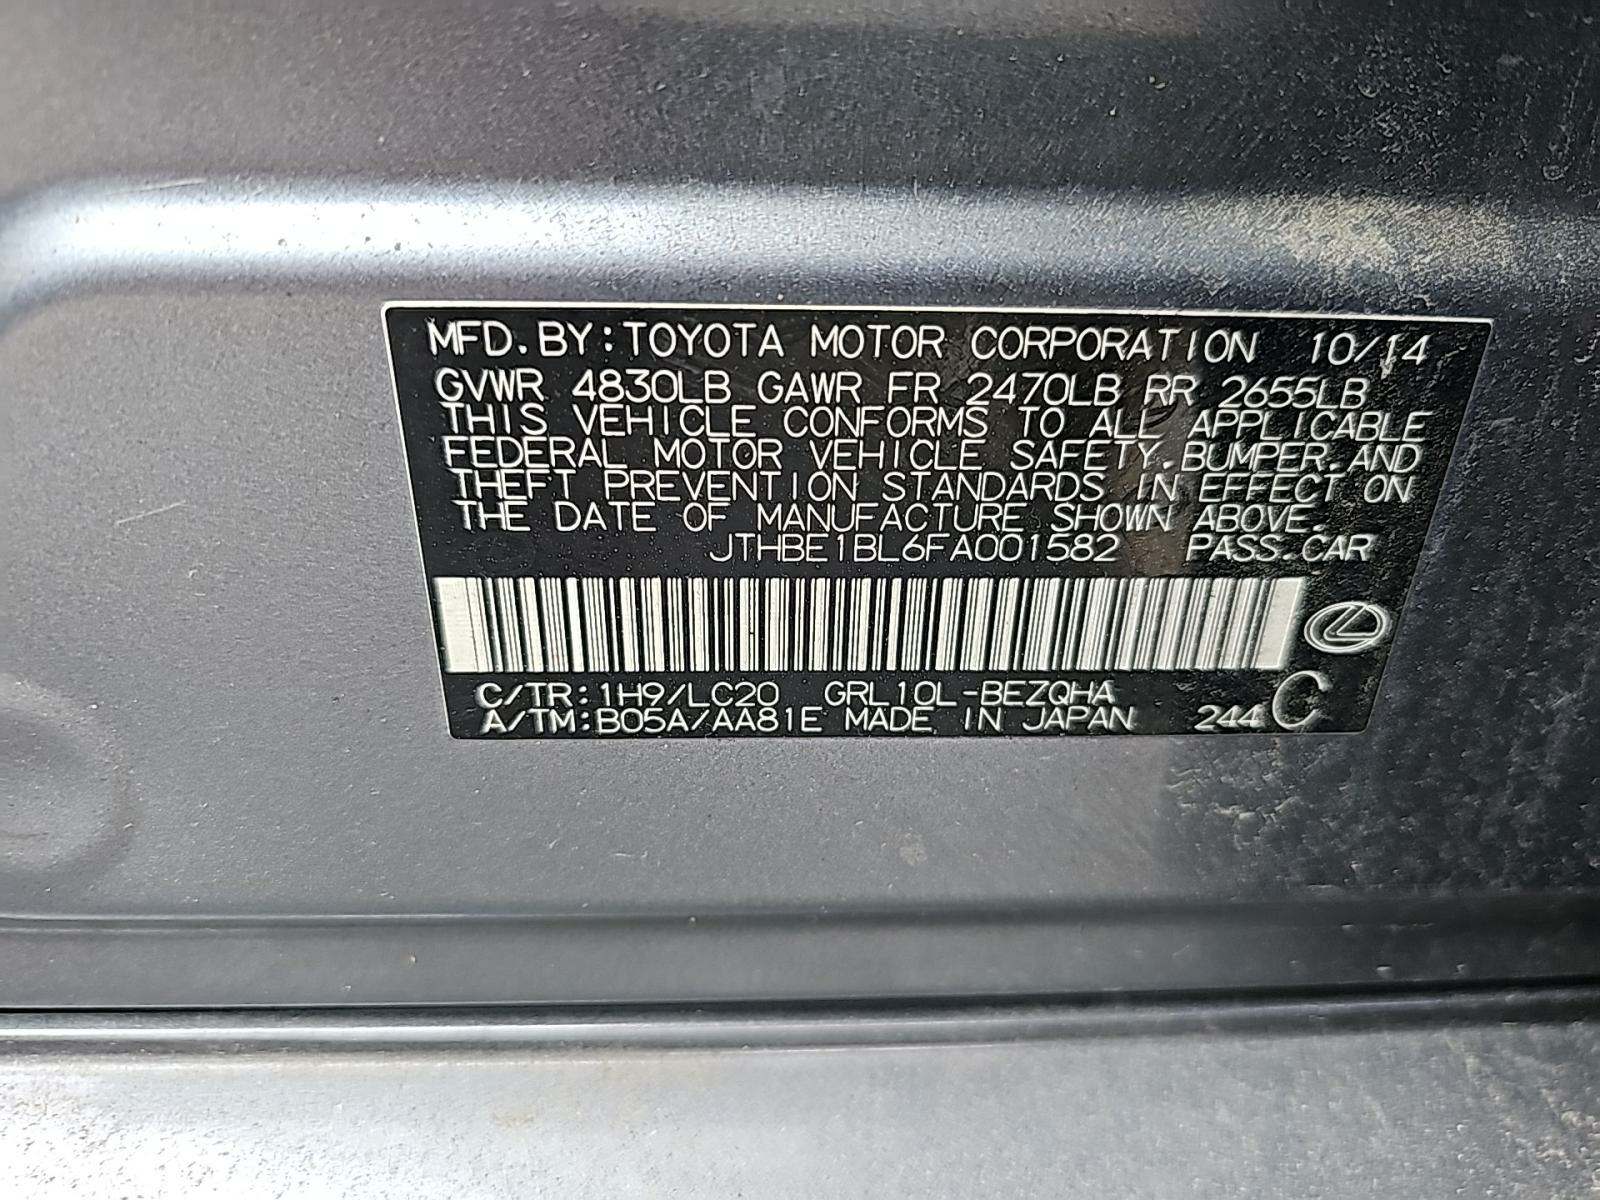 MFD. BY: TOYOTA MOTOR CORPORATION 10/14
GVWR 4830LB GAWR FR 2470LB RR 2655LB
THIS VEHICLE CONFORMS TO ALL APPLICABLE
FEDERAL MOTOR VEHICLE SAFETY, BUMPER, AND
THEFT PREVENTION STANDARDS IN EFFECT ON
THE DATE OF MANUFACTURE SHOWN ABOVE.
JTHBE1BL6FA001582 PASS. CAR
C/TR: 1H9/LC20 GRL10L-BEZQHA
A/TM: B05A/AA81E MADE IN JAPAN 244 C